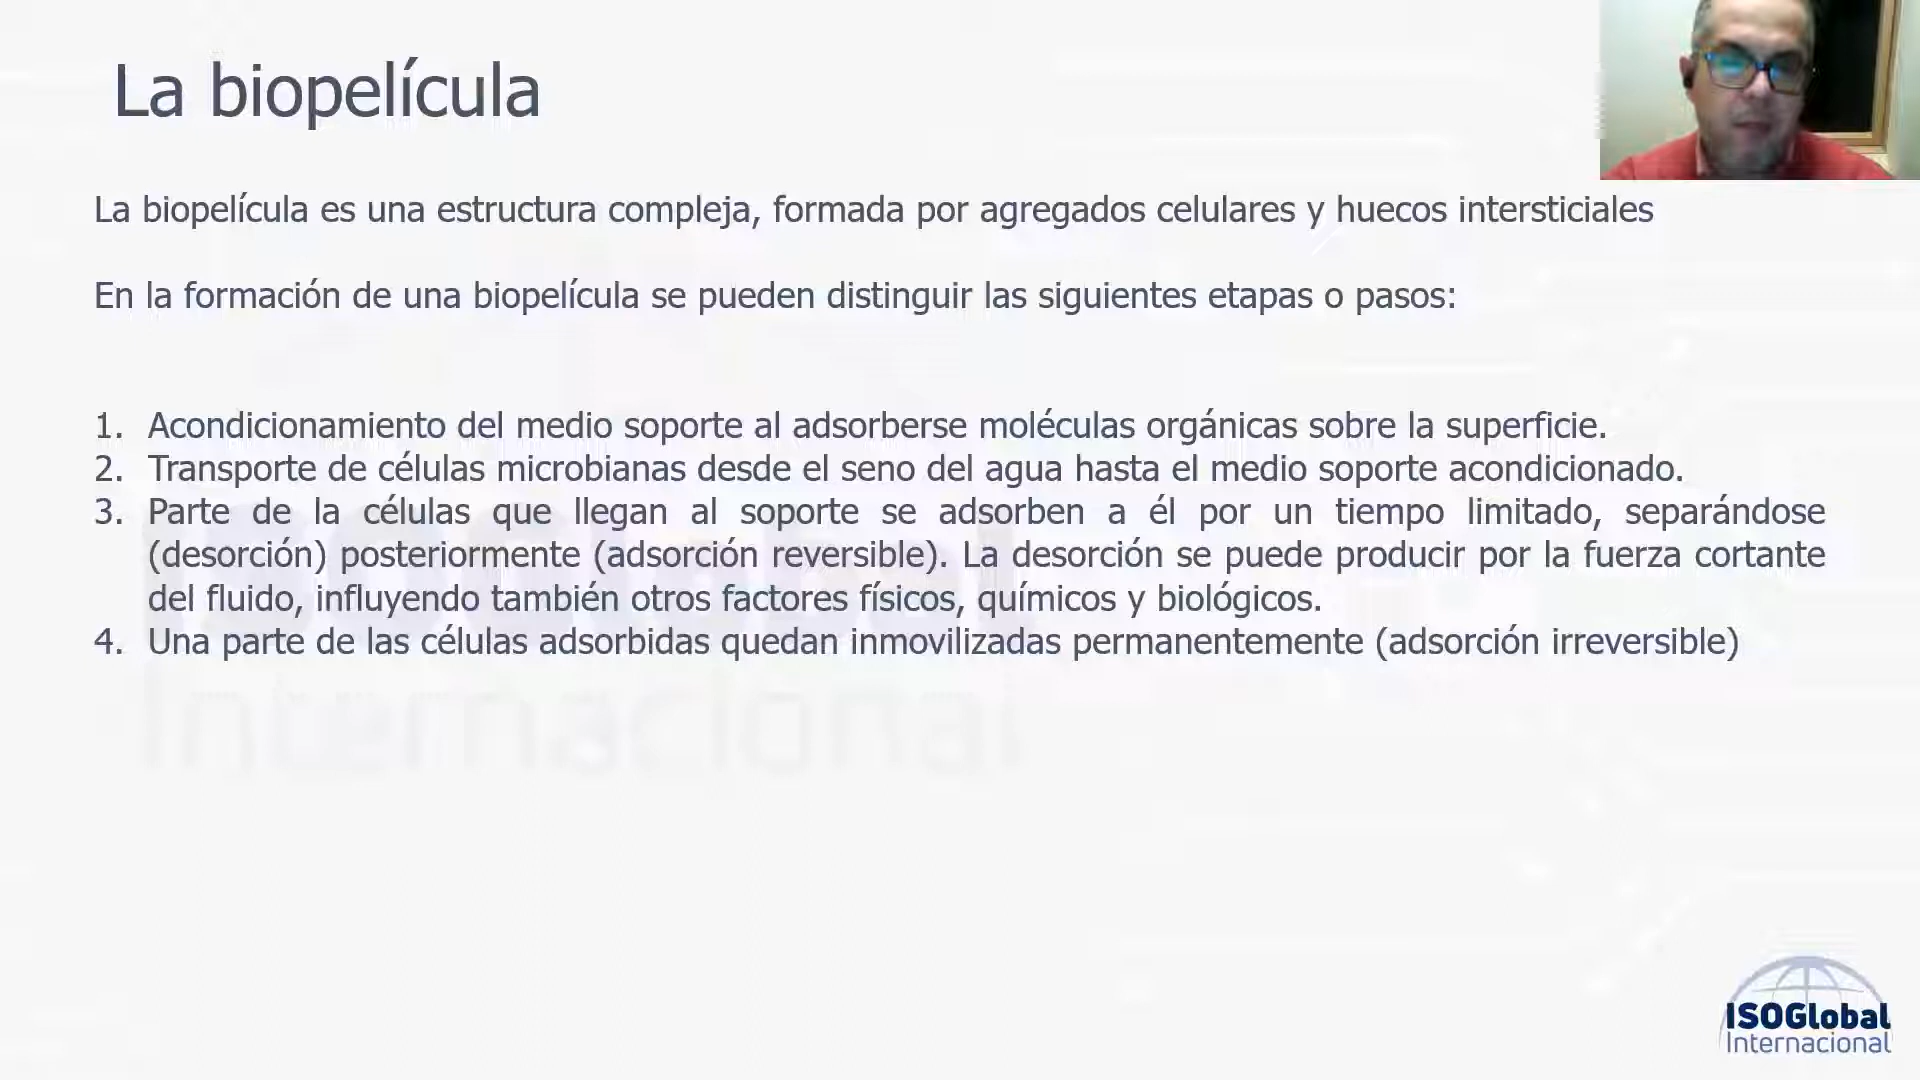 La biopelícula
La biopelícula es una estructura compleja, formada por agregados celulares y huecos intersticiales
En la formación de una biopelícula se pueden distinguir las siguientes etapas o pasos:
1. Acondicionamiento del medio soporte al adsorberse moléculas orgánicas sobre la superficie.
2. Transporte de células microbianas desde el seno del agua hasta el medio soporte acondicionado.
3. Parte de la células que llegan al soporte se adsorben a él por un tiempo limitado, separándose
(desorción) posteriormente (adsorción reversible). La desorción se puede producir por la fuerza cortante
del fluido, influyendo también otros factores físicos, químicos y biológicos.
4. Una parte de las células adsorbidas quedan inmovilizadas permanentemente (adsorción irreversible)
ISOGlobal
Internacional
ISOGlobal
Internacional